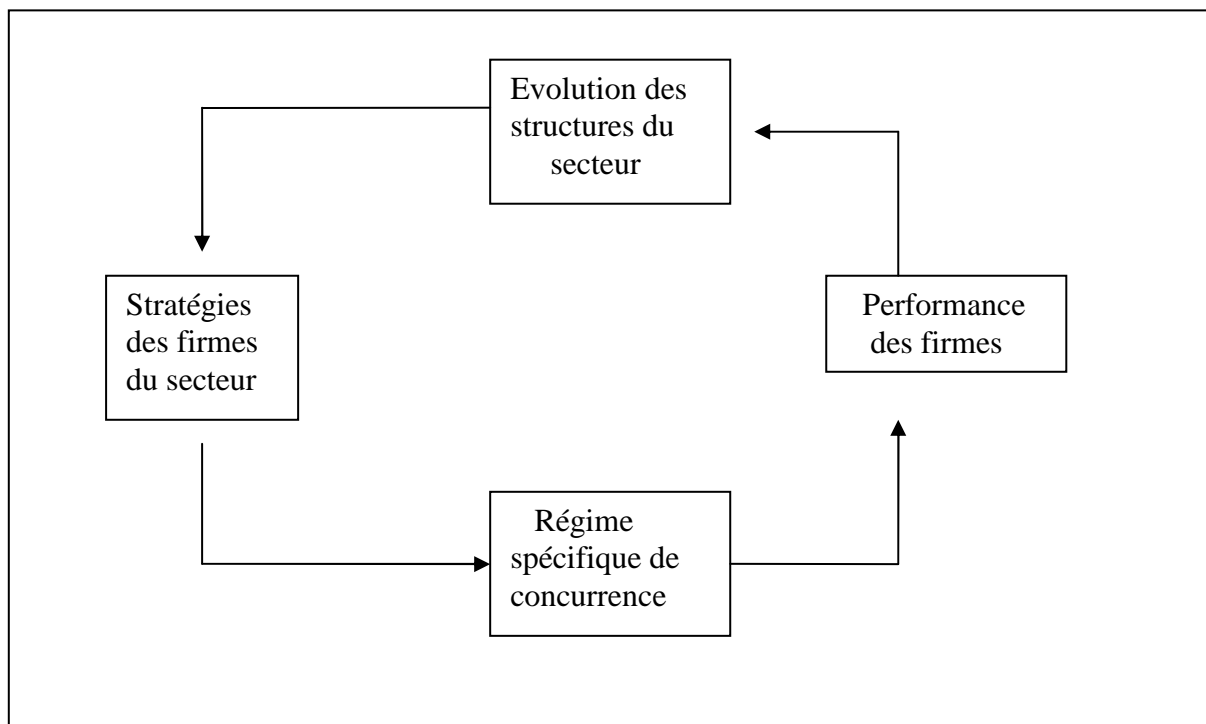 Evolution des
structures du
secteur
Stratégies
des firmes
du secteur
Performance
des firmes
Régime
spécifique de
concurrence